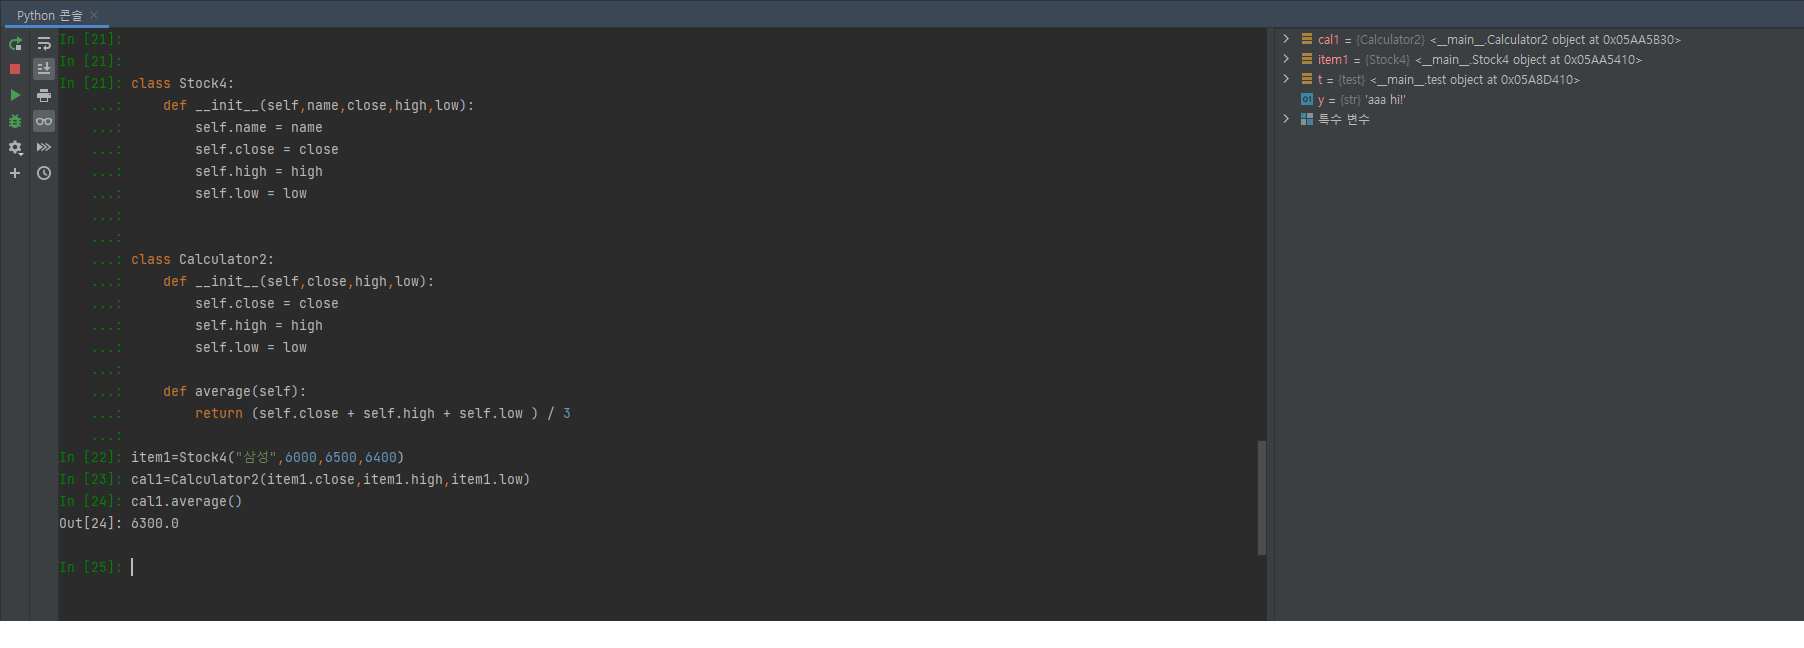 Python 콘솔
In [21]:
In [21]:
In [21]: class Stock4:
...:     def __init__(self,name,close,high,low):
...:         self.name = name
...:         self.close = close
...:         self.high = high
...:         self.low = low
...:
...:
...: class Calculator2:
...:     def __init__(self,close,high,low):
...:         self.close = close
...:         self.high = high
...:         self.low = low
...:
...:     def average(self):
...:         return (self.close + self.high + self.low ) / 3
...:
In [22]: item1=Stock4("삼성",6000,6500,6400)
In [23]: cal1=Calculator2(item1.close,item1.high,item1.low)
In [24]: cal1.average()
Out[24]: 6300.0
In [25]:
cal1 = {Calculator2} <__main__.Calculator2 object at 0x05AA5B30>
item1 = {Stock4} <__main__.Stock4 object at 0x05AA5410>
t = {test} <__main__.test object at 0x05A8D410>
01 y = {str} 'aaa hi!'
특수 변수